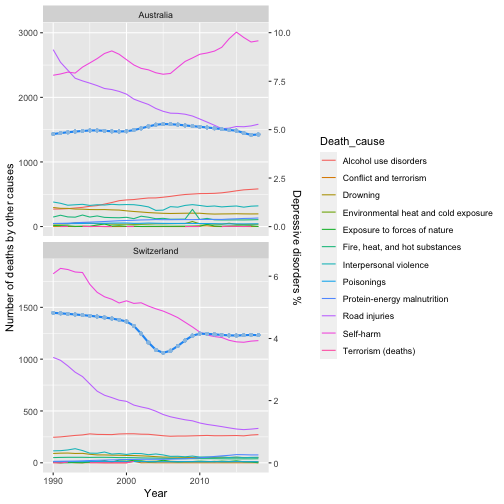 Australia
3000
2000
1000
0
10.0
7.5
5.0
2.5
0.0
Switzerland
1500
1000
500
0
6
4
2
0
1990
2000
2010
Year
Number of deaths by other causes
Depressive disorders %
Death_cause
Alcohol use disorders
Conflict and terrorism
Drowning
Environmental heat and cold exposure
Exposure to forces of nature
Fire, heat, and hot substances
Interpersonal violence
Poisonings
Protein-energy malnutrition
Road injuries
Self-harm
Terrorism (deaths)